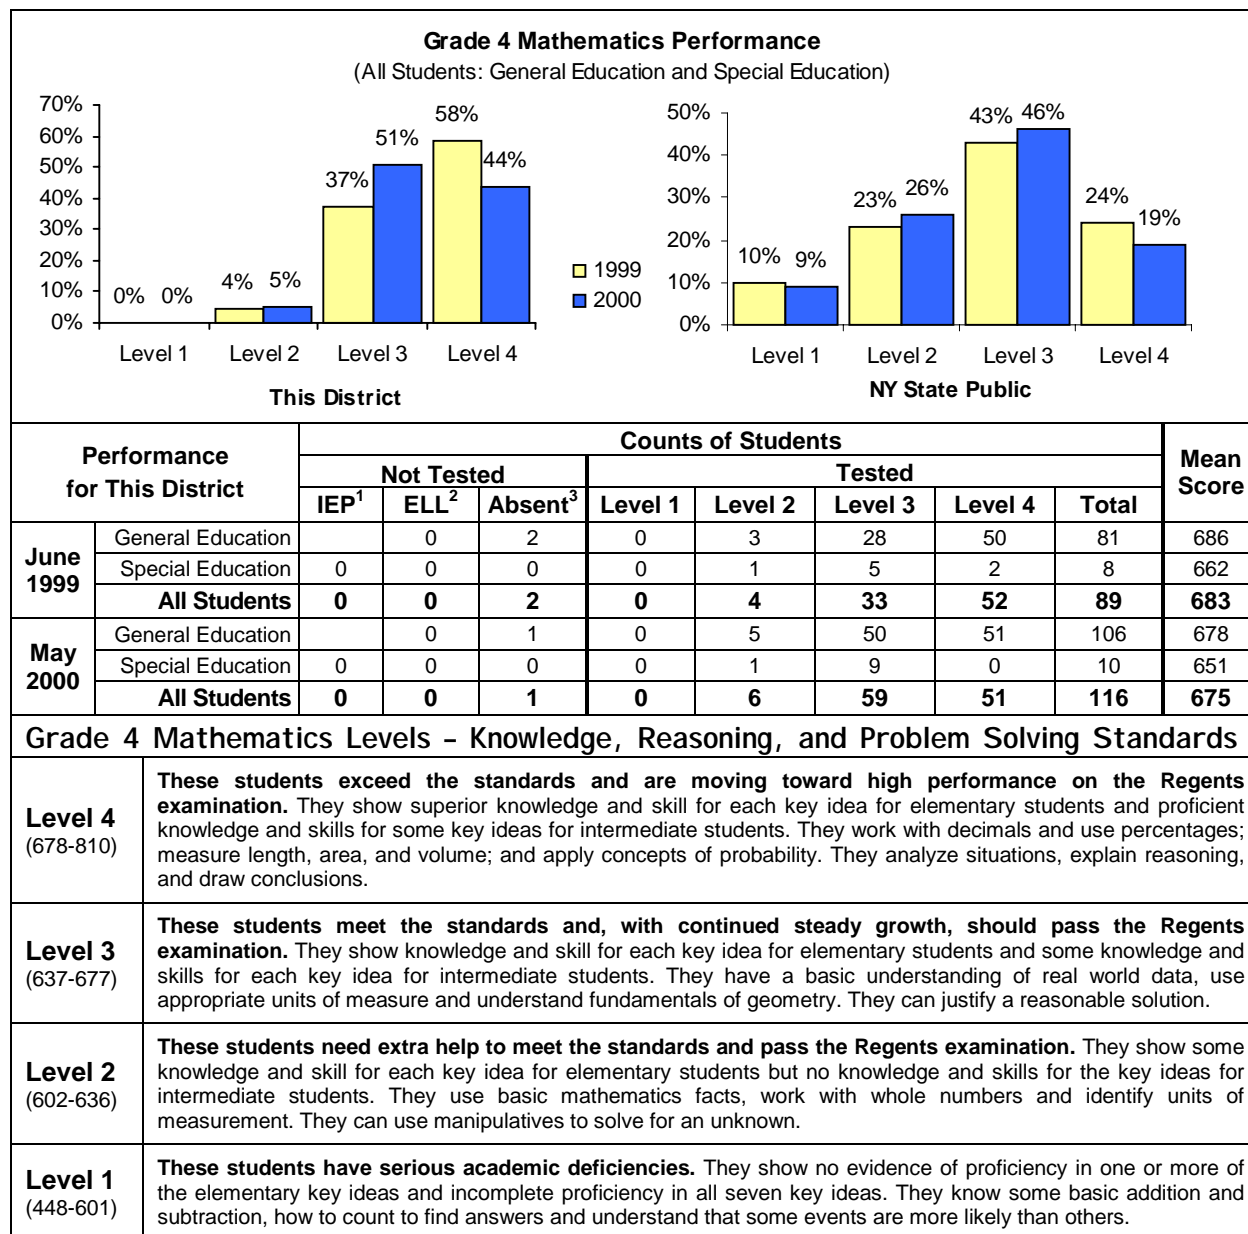 Grade 4 Mathematics Performance
(All Students: General Education and Special Education)
70%
60%
50%
40%
30%
20%
10%
0%
0% 0%
4% 5%
37% 51%
58% 44%
Level 1 Level 2 Level 3 Level 4
This District
1999
2000
50%
40%
30%
20%
10%
0%
10% 9%
23% 26%
43% 46%
24% 19%
Level 1 Level 2 Level 3 Level 4
NY State Public
Performance
for This District
Counts of Students
Mean
Score
Not Tested Tested
IEP1 ELL2 Absent3 Level 1 Level 2 Level 3 Level 4 Total
June
1999
General Education 0 2 0 3 28 50 81 686
Special Education 0 0 0 0 1 5 2 8 662
All Students 0 0 2 0 4 33 52 89 683
May
2000
General Education 0 1 0 5 50 51 106 678
Special Education 0 0 0 0 1 9 0 10 651
All Students 0 0 1 0 6 59 51 116 675
Grade 4 Mathematics Levels – Knowledge, Reasoning, and Problem Solving Standards
Level 4
(678-810)
These students exceed the standards and are moving toward high performance on the Regents
examination. They show superior knowledge and skill for each key idea for elementary students and proficient
knowledge and skills for some key ideas for intermediate students. They work with decimals and use percentages;
measure length, area, and volume; and apply concepts of probability. They analyze situations, explain reasoning,
and draw conclusions.
Level 3
(637-677)
These students meet the standards and, with continued steady growth, should pass the Regents
examination. They show knowledge and skill for each key idea for elementary students and some knowledge and
skills for each key idea for intermediate students. They have a basic understanding of real world data, use
appropriate units of measure and understand fundamentals of geometry. They can justify a reasonable solution.
Level 2
(602-636)
These students need extra help to meet the standards and pass the Regents examination. They show some
knowledge and skill for each key idea for elementary students but no knowledge and skills for the key ideas for
intermediate students. They use basic mathematics facts, work with whole numbers and identify units of
measurement. They can use manipulatives to solve for an unknown.
Level 1
(448-601)
These students have serious academic deficiencies. They show no evidence of proficiency in one or more of
the elementary key ideas and incomplete proficiency in all seven key ideas. They know some basic addition and
subtraction, how to count to find answers and understand that some events are more likely than others.